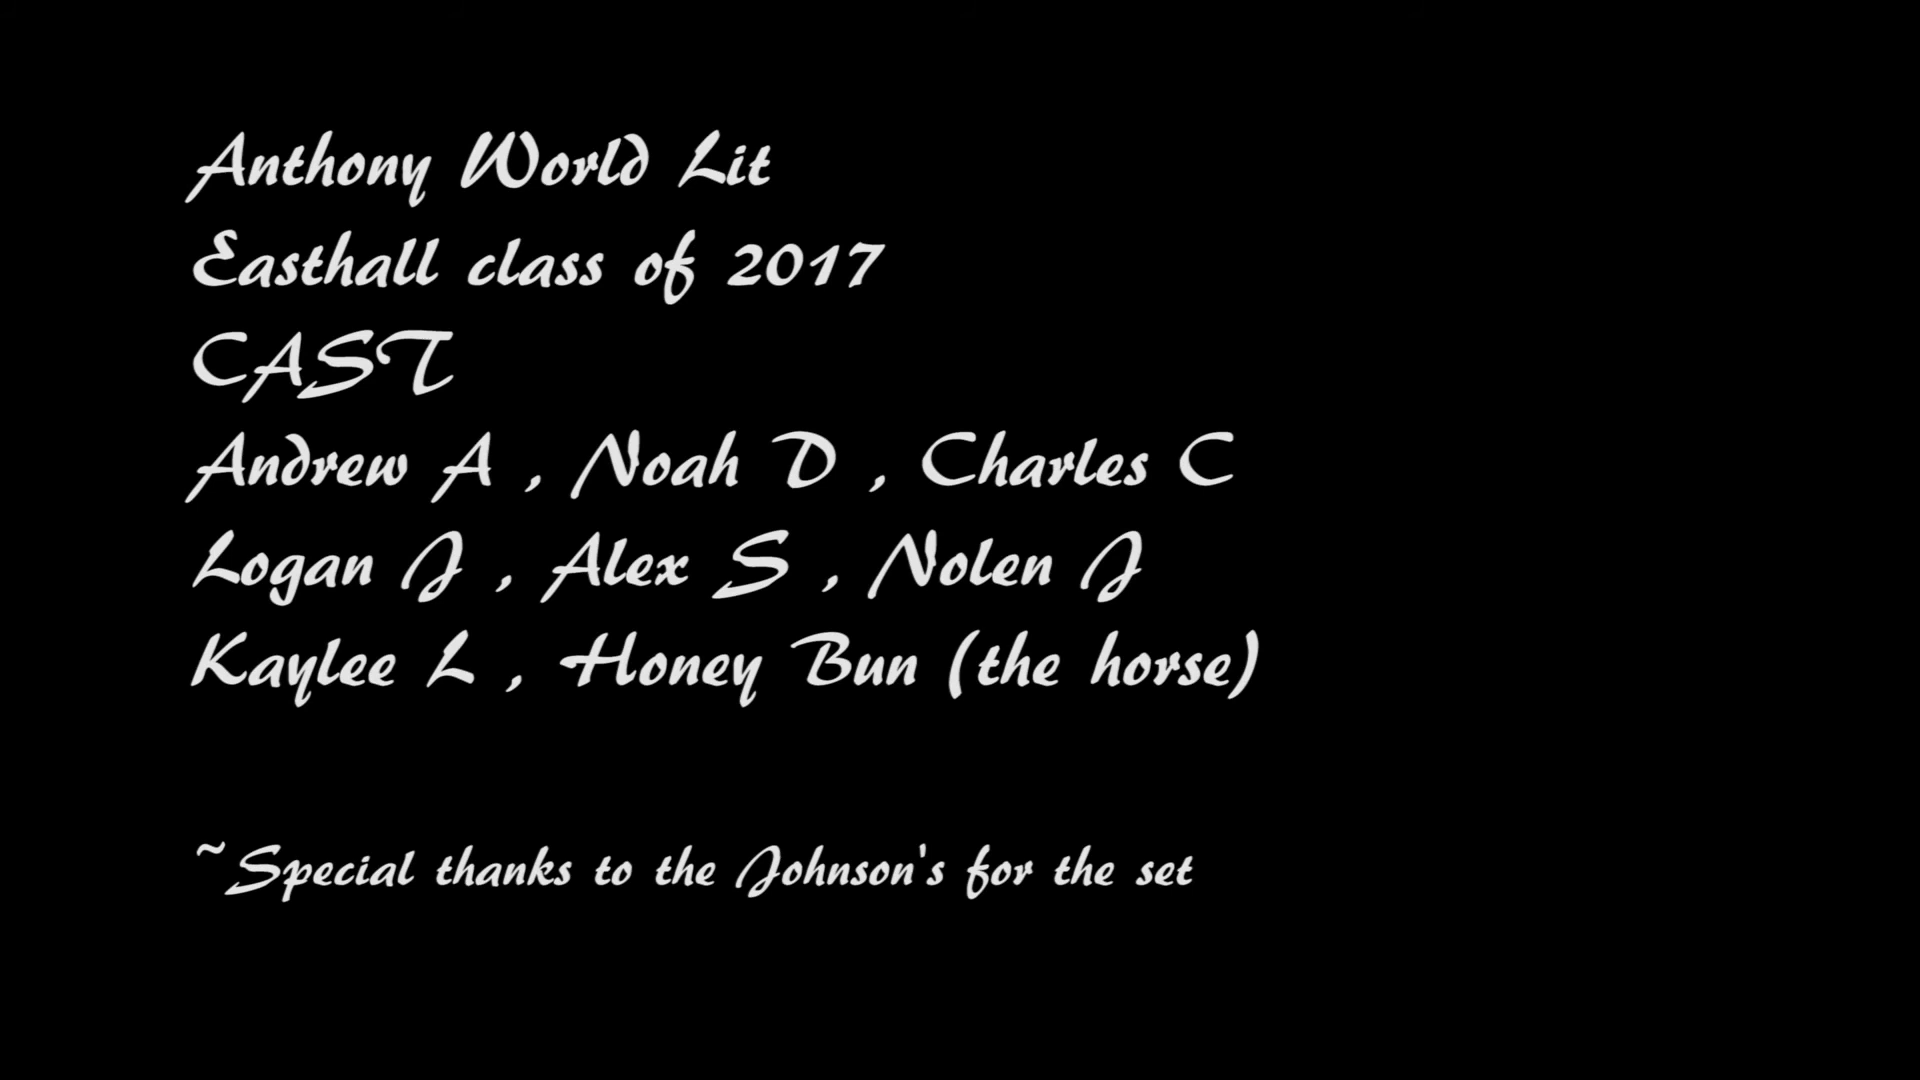 Anthony World Lit
Easthall class of 2017
CAST
Andrew A , Noah D , Charles C
Logan J , Alex S , Nolen J
Kaylee L , Honey Bun (the horse)
~Special thanks to the Johnson's for the set